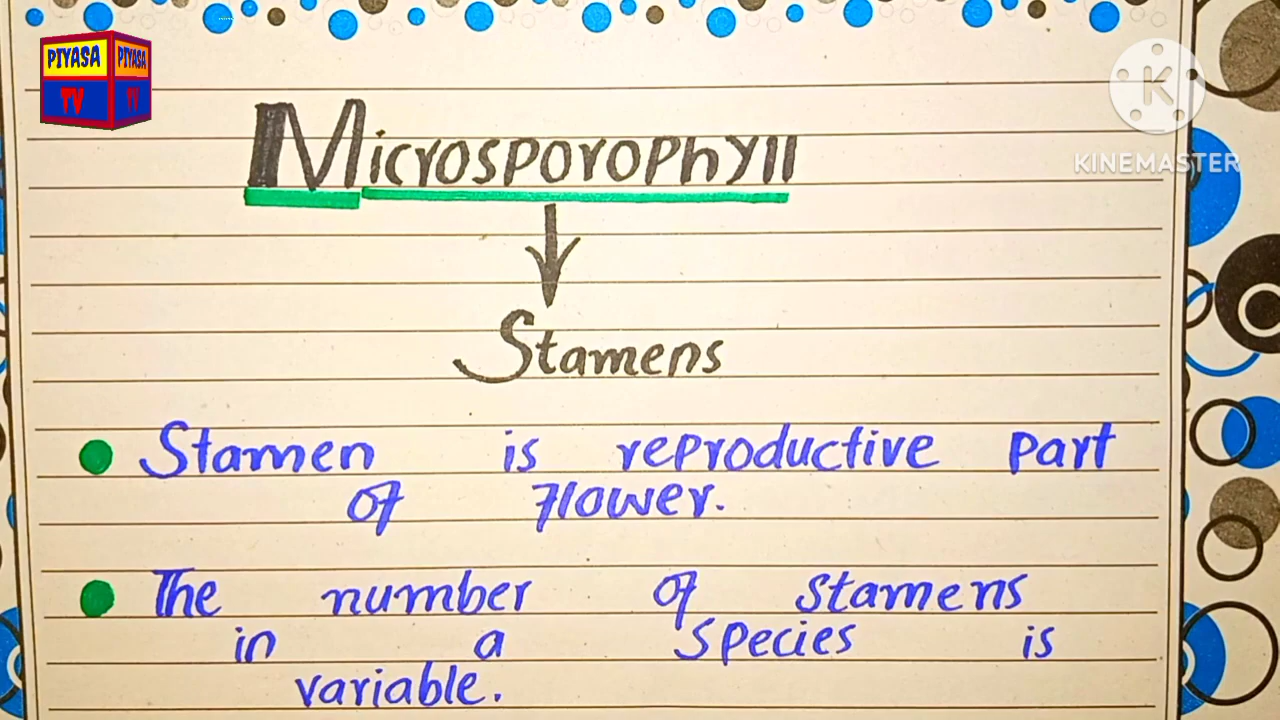 PIYASA PIYASA
TV TV
K
KINEMASTER
Microsporophyll
Stamens
Stamen is reproductive part
of flower.
The number of stamens
in a species is
variable.